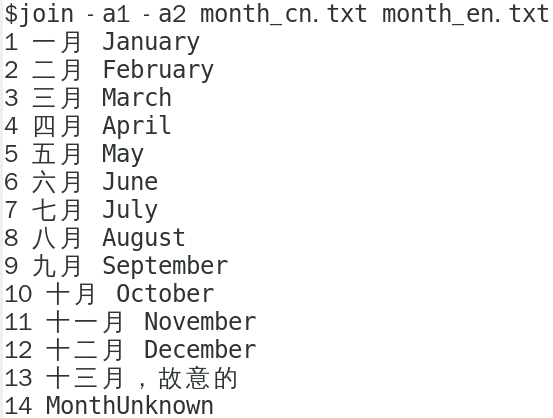 $join -a1 -a2 month_cn.txt month_en.txt
1 一月 January
2 二月 February
3 三月 March
4 四月 April
5 五月 May
6 六月 June
7 七月 July
8 八月 August
9 九月 September
10 十月 October
11 十一月 November
12 十二月 December
13 十三月，故意的
14 MonthUnknown